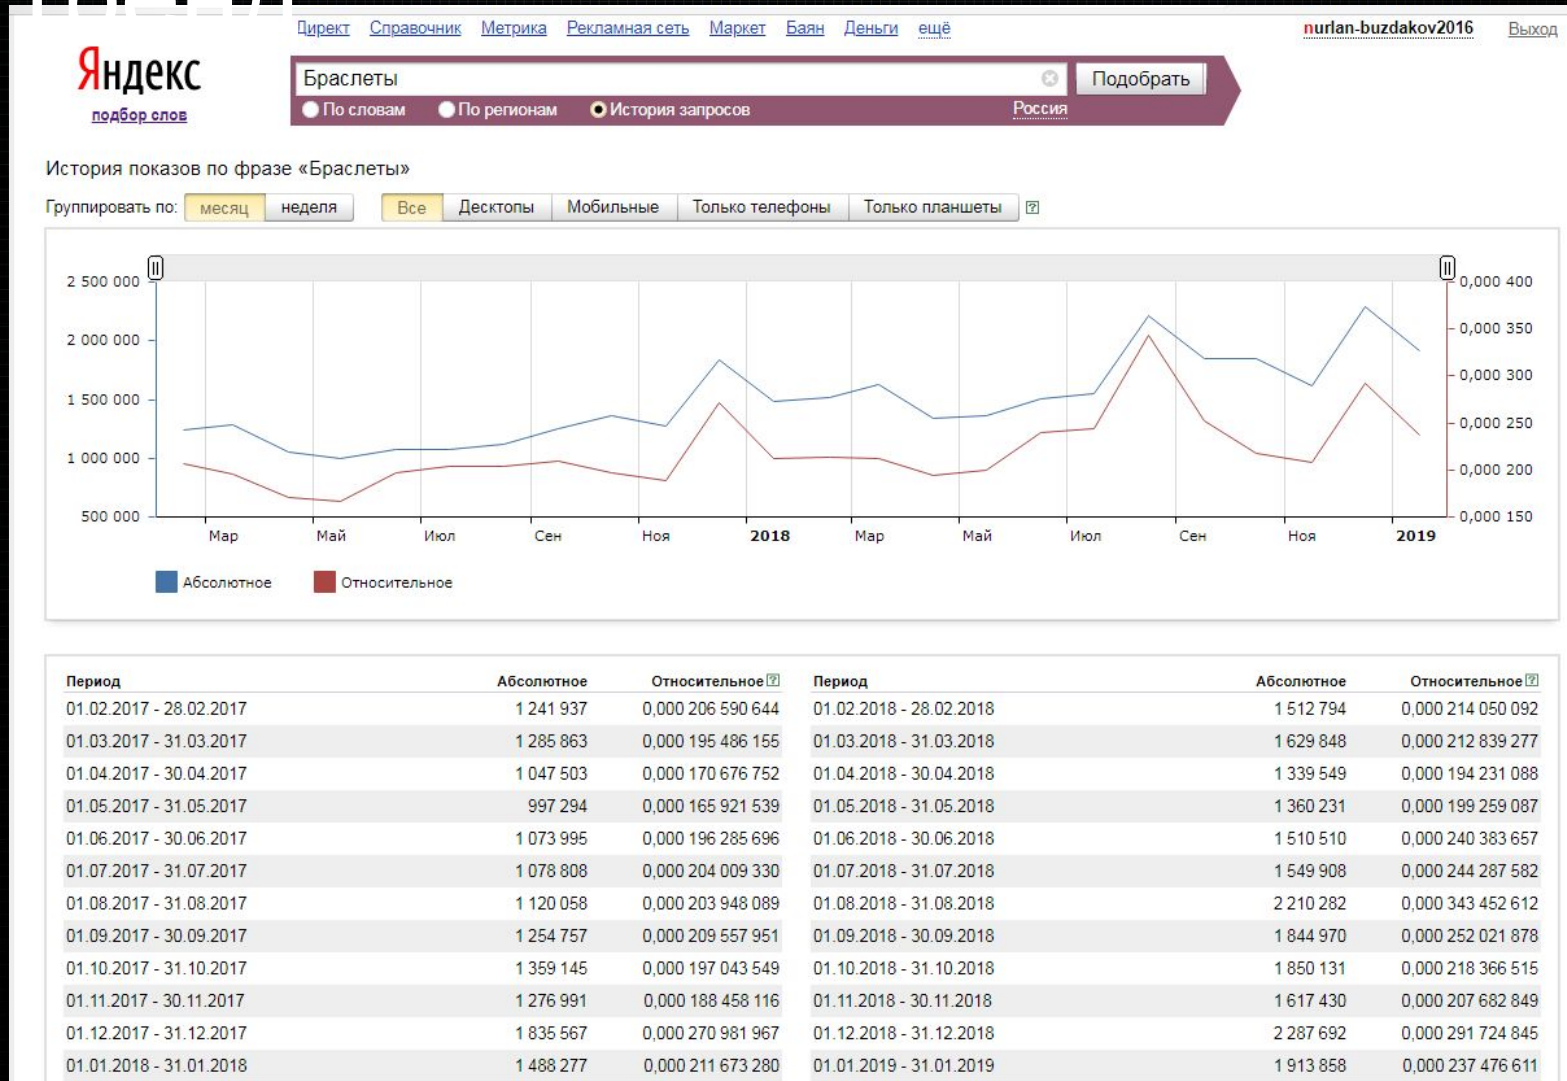 Директ Справочник Метрика Рекламная сеть Маркет Баян Деньги ещё nurlan-buzdakov2016 Выход
Яндекс
подбор слов
Браслеты Подобрать
По словам По регионам История запросов Россия
История показов по фразе «Браслеты»
Группировать по: месяц неделя Все Десктопы Мобильные Только телефоны Только планшеты ?
2 500 000 0,000 400
2 000 000 0,000 350
0,000 300
1 500 000
0,000 250
1 000 000 0,000 200
500 000 0,000 150
Мар Май Июл Сен Ноя 2018 Мар Май Июл Сен Ноя 2019
Абсолютное Относительное
Период Абсолютное Относительное ? Период Абсолютное Относительное ?
01.02.2017 - 28.02.2017 1 241 937 0,000 206 590 644 01.02.2018 - 28.02.2018 1 512 794 0,000 214 050 092
01.03.2017 - 31.03.2017 1 285 863 0,000 195 486 155 01.03.2018 - 31.03.2018 1 629 848 0,000 212 839 277
01.04.2017 - 30.04.2017 1 047 503 0,000 170 676 752 01.04.2018 - 30.04.2018 1 339 549 0,000 194 231 088
01.05.2017 - 31.05.2017 997 294 0,000 165 921 539 01.05.2018 - 31.05.2018 1 360 231 0,000 199 259 087
01.06.2017 - 30.06.2017 1 073 995 0,000 196 285 696 01.06.2018 - 30.06.2018 1 510 510 0,000 240 383 657
01.07.2017 - 31.07.2017 1 078 808 0,000 204 009 330 01.07.2018 - 31.07.2018 1 549 908 0,000 244 287 582
01.08.2017 - 31.08.2017 1 120 058 0,000 203 948 089 01.08.2018 - 31.08.2018 2 210 282 0,000 343 452 612
01.09.2017 - 30.09.2017 1 254 757 0,000 209 557 951 01.09.2018 - 30.09.2018 1 844 970 0,000 252 021 878
01.10.2017 - 31.10.2017 1 359 145 0,000 197 043 549 01.10.2018 - 31.10.2018 1 850 131 0,000 218 366 515
01.11.2017 - 30.11.2017 1 276 991 0,000 188 458 116 01.11.2018 - 30.11.2018 1 617 430 0,000 207 682 849
01.12.2017 - 31.12.2017 1 835 567 0,000 270 981 967 01.12.2018 - 31.12.2018 2 287 692 0,000 291 724 845
01.01.2018 - 31.01.2018 1 488 277 0,000 211 673 280 01.01.2019 - 31.01.2019 1 913 858 0,000 237 476 611